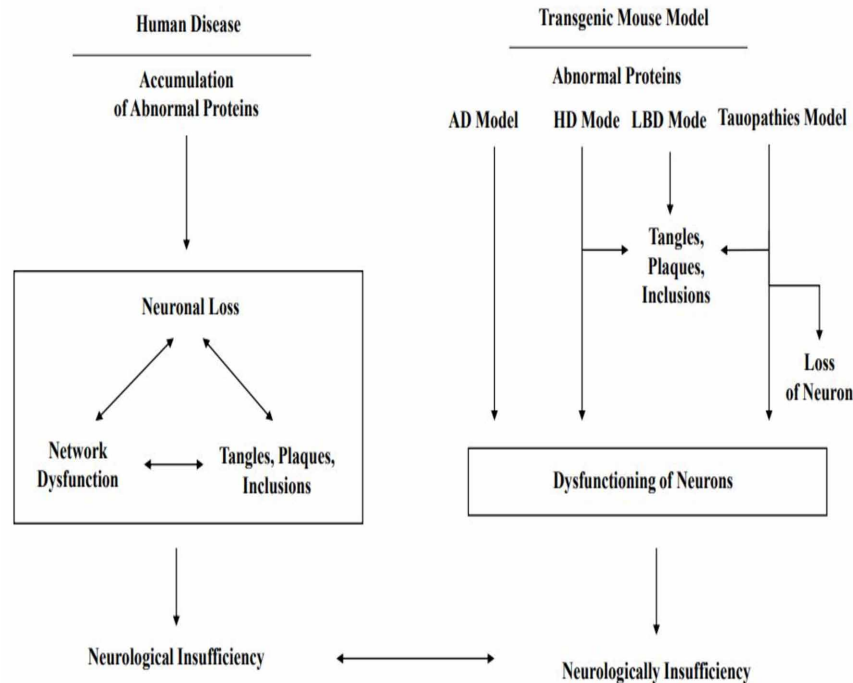 Human Disease
Accumulation
of Abnormal Proteins
Neuronal Loss
Network
Dysfunction
Tangles, Plaques,
Inclusions
Neurological Insufficiency
Transgenic Mouse Model
Abnormal Proteins
AD Model
HD Mode
LBD Mode
Tauopathies Model
Tangles,
Plaques,
Inclusions
Loss
of Neuron
Dysfunctioning of Neurons
Neurologically Insufficiency